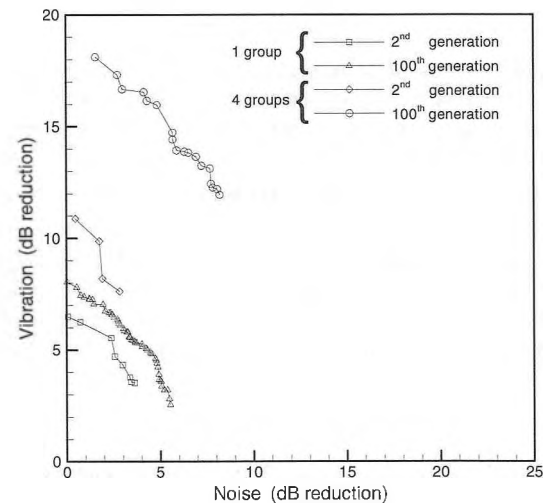 20
15
10
5
0
Vibration (dB reduction)
1 group { 2nd generation
100th generation
4 groups { 2nd generation
100th generation
0 5 10 15 20 25
Noise (dB reduction)